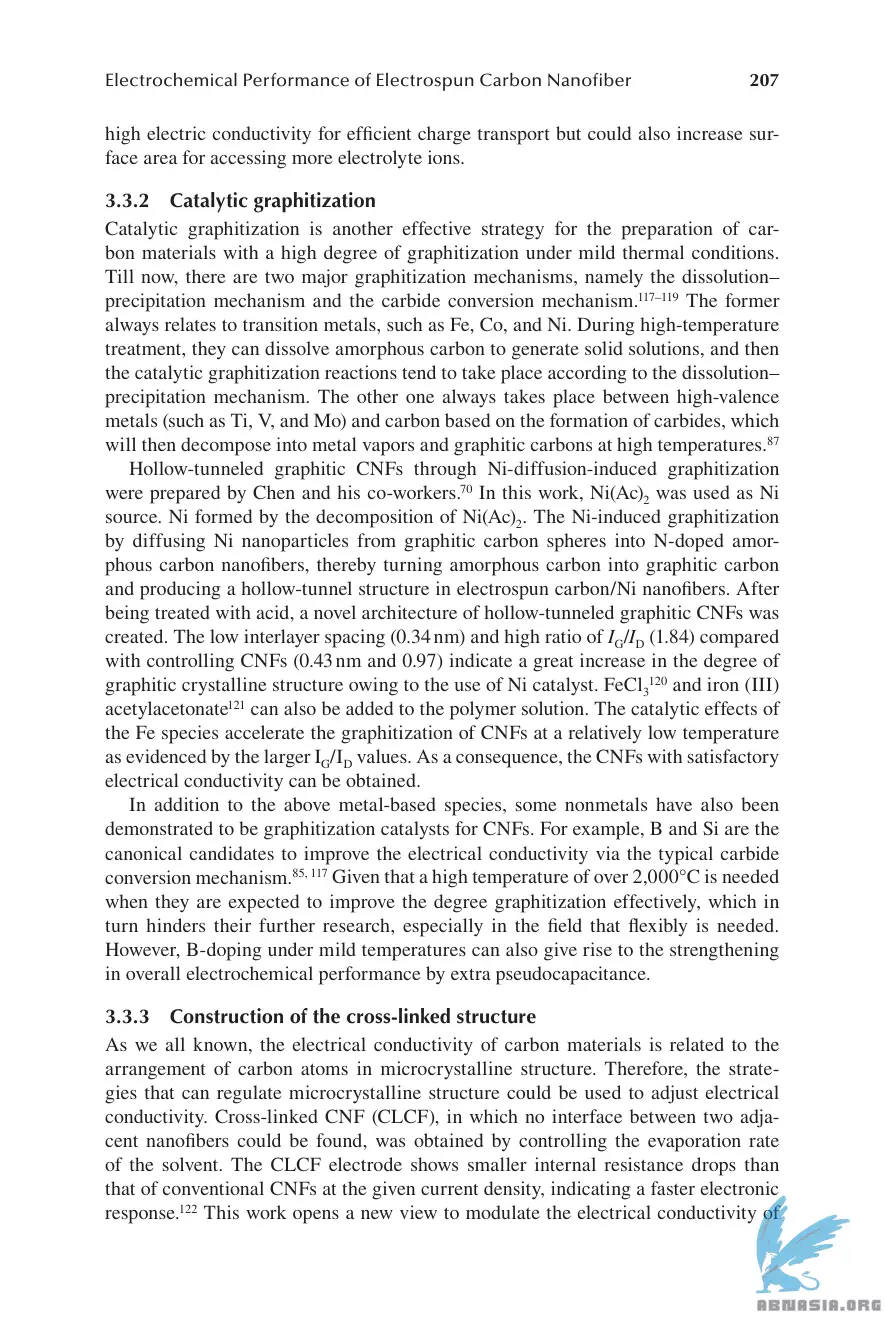 Electrochemical Performance of Electrospun Carbon Nanofiber 207
high electric conductivity for efficient charge transport but could also increase sur-
face area for accessing more electrolyte ions.
3.3.2 Catalytic graphitization
Catalytic graphitization is another effective strategy for the preparation of car-
bon materials with a high degree of graphitization under mild thermal conditions.
Till now, there are two major graphitization mechanisms, namely the dissolution–
precipitation mechanism and the carbide conversion mechanism.117–119 The former
always relates to transition metals, such as Fe, Co, and Ni. During high-temperature
treatment, they can dissolve amorphous carbon to generate solid solutions, and then
the catalytic graphitization reactions tend to take place according to the dissolution–
precipitation mechanism. The other one always takes place between high-valence
metals (such as Ti, V, and Mo) and carbon based on the formation of carbides, which
will then decompose into metal vapors and graphitic carbons at high temperatures.87
Hollow-tunneled graphitic CNFs through Ni-diffusion-induced graphitization
were prepared by Chen and his co-workers.70 In this work, Ni(Ac)2 was used as Ni
source. Ni formed by the decomposition of Ni(Ac)2. The Ni-induced graphitization
by diffusing Ni nanoparticles from graphitic carbon spheres into N-doped amor-
phous carbon nanofibers, thereby turning amorphous carbon into graphitic carbon
and producing a hollow-tunnel structure in electrospun carbon/Ni nanofibers. After
being treated with acid, a novel architecture of hollow-tunneled graphitic CNFs was
created. The low interlayer spacing (0.34 nm) and high ratio of IG/ID (1.84) compared
with controlling CNFs (0.43 nm and 0.97) indicate a great increase in the degree of
graphitic crystalline structure owing to the use of Ni catalyst. FeCl3120 and iron (III)
acetylacetonate121 can also be added to the polymer solution. The catalytic effects of
the Fe species accelerate the graphitization of CNFs at a relatively low temperature
as evidenced by the larger IG/ID values. As a consequence, the CNFs with satisfactory
electrical conductivity can be obtained.
In addition to the above metal-based species, some nonmetals have also been
demonstrated to be graphitization catalysts for CNFs. For example, B and Si are the
canonical candidates to improve the electrical conductivity via the typical carbide
conversion mechanism.85, 117 Given that a high temperature of over 2,000°C is needed
when they are expected to improve the degree graphitization effectively, which in
turn hinders their further research, especially in the field that flexibly is needed.
However, B-doping under mild temperatures can also give rise to the strengthening
in overall electrochemical performance by extra pseudocapacitance.
3.3.3 Construction of the cross-linked structure
As we all known, the electrical conductivity of carbon materials is related to the
arrangement of carbon atoms in microcrystalline structure. Therefore, the strate-
gies that can regulate microcrystalline structure could be used to adjust electrical
conductivity. Cross-linked CNF (CLCF), in which no interface between two adja-
cent nanofibers could be found, was obtained by controlling the evaporation rate
of the solvent. The CLCF electrode shows smaller internal resistance drops than
that of conventional CNFs at the given current density, indicating a faster electronic
response.122 This work opens a new view to modulate the electrical conductivity of
ABNASIA.ORG